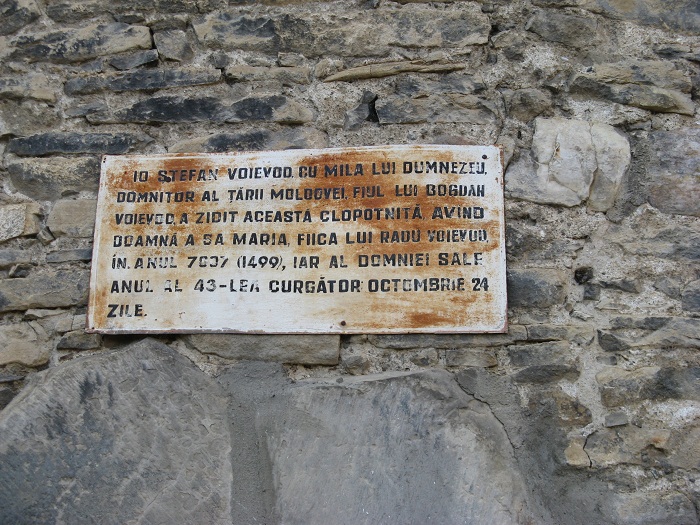 IO ȘTEFAN VOIEVOD, CU MILA LUI DUMNEZEU,
DOMNITOR AL ȚĂRII MOLDOVEI, FIUL LUI BOGDAN
VOIEVOD, A ZIDIT ACEASTĂ CLOPOTNIȚĂ, AVÎND
DOAMNĂ A SA MARIA, FIICA LUI RADU VOIEVOD,
ÎN. ANUL 7007 (1499), IAR AL DOMNIEI SALE
ANUL AL 43-LEA CURGĂTOR OCTOMBRIE 24
ZILE.